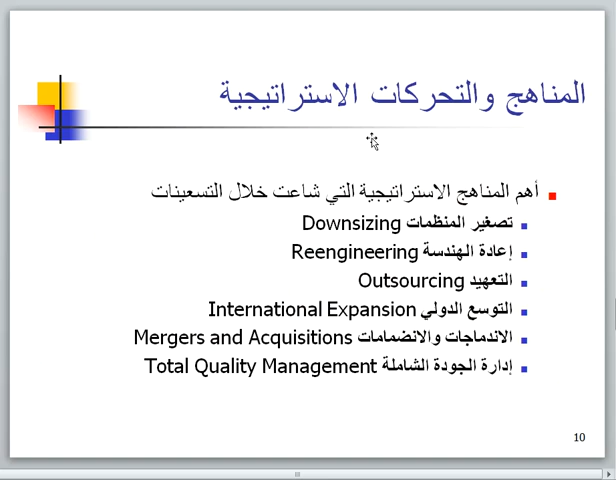 المناهج والتحركات الاستراتيجية
أهم المناهج الاستراتيجية التي شاعت خلال التسعينات
تصغير المنظمات Downsizing
إعادة الهندسة Reengineering
التعهيد Outsourcing
التوسع الدولي International Expansion
الاندماجات والانضمامات Mergers and Acquisitions
إدارة الجودة الشاملة Total Quality Management
10